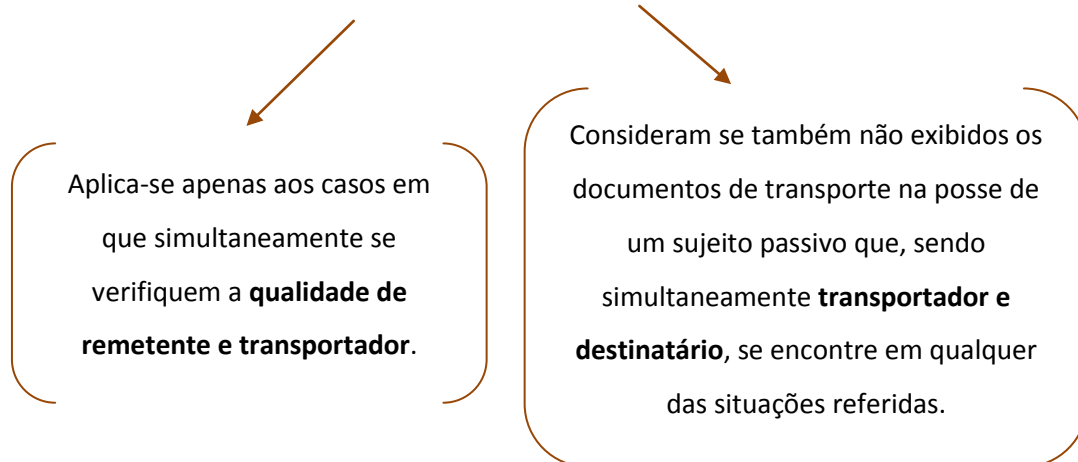 Aplica-se apenas aos casos em
que simultaneamente se
verifiquem a qualidade de
remetente e transportador.
Consideram se também não exibidos os
documentos de transporte na posse de
um sujeito passivo que, sendo
simultaneamente transportador e
destinatário, se encontre em qualquer
das situações referidas.